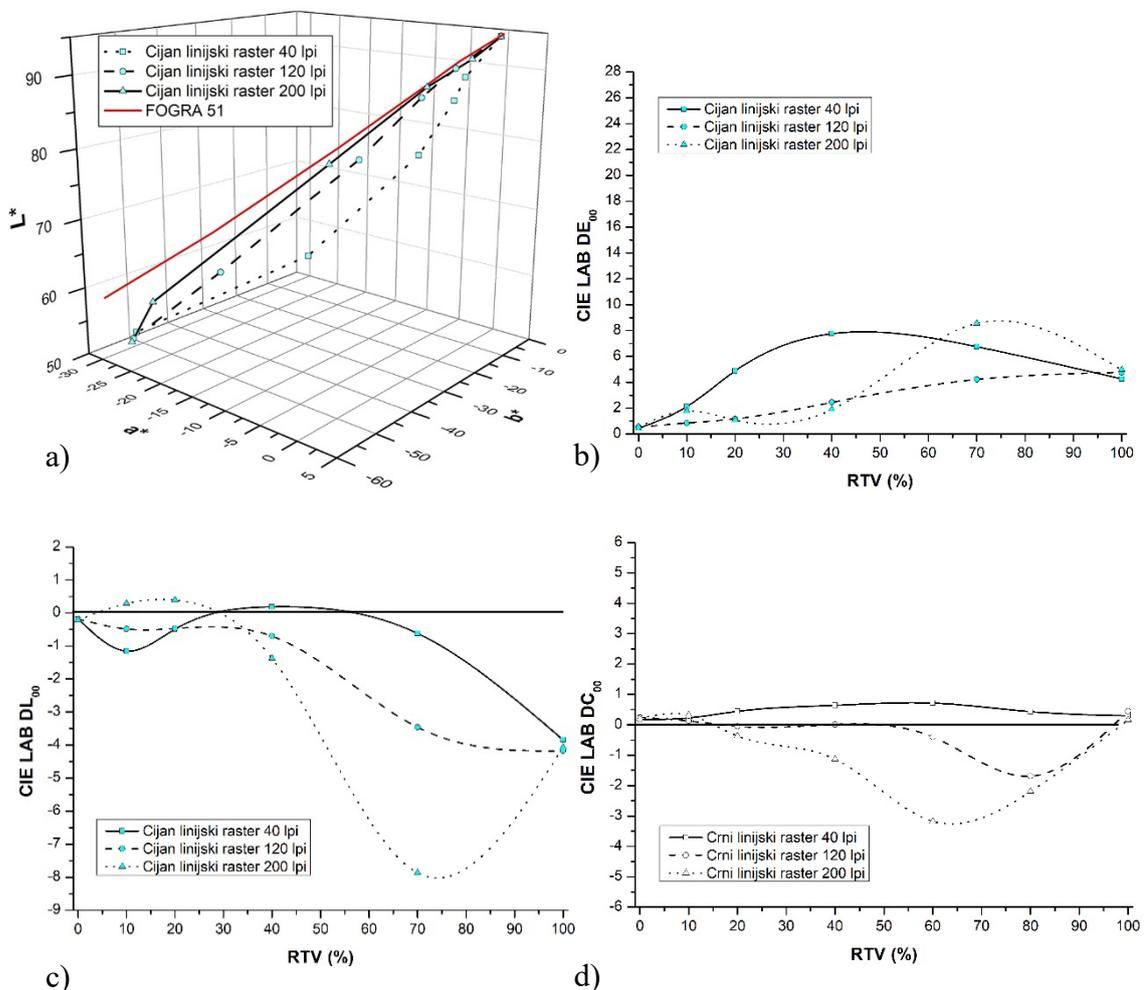 Cijan linijski raster 40 lpi
Cijan linijski raster 120 lpi
Cijan linijski raster 200 lpi
FOGRA 51
90
80
70
60
50
L*
-30
-25
-20
-15
-10
-5
0
5
a*
0
-10
-20
-30
-40
-50
-60
b*
a)
28
26
24
22
20
18
16
14
12
10
8
6
4
2
0
CIE LAB DE00
Cijan linijski raster 40 lpi
Cijan linijski raster 120 lpi
Cijan linijski raster 200 lpi
0 10 20 30 40 50 60 70 80 90 100
RTV (%)
b)
2
1
0
-1
-2
-3
-4
-5
-6
-7
-8
-9
CIE LAB DL00
Cijan linijski raster 40 lpi
Cijan linijski raster 120 lpi
Cijan linijski raster 200 lpi
0 10 20 30 40 50 60 70 80 90 100
RTV (%)
c)
6
5
4
3
2
1
0
-1
-2
-3
-4
-5
-6
CIE LAB DC00
Crni linijski raster 40 lpi
Crni linijski raster 120 lpi
Crni linijski raster 200 lpi
0 10 20 30 40 50 60 70 80 90 100
RTV (%)
d)